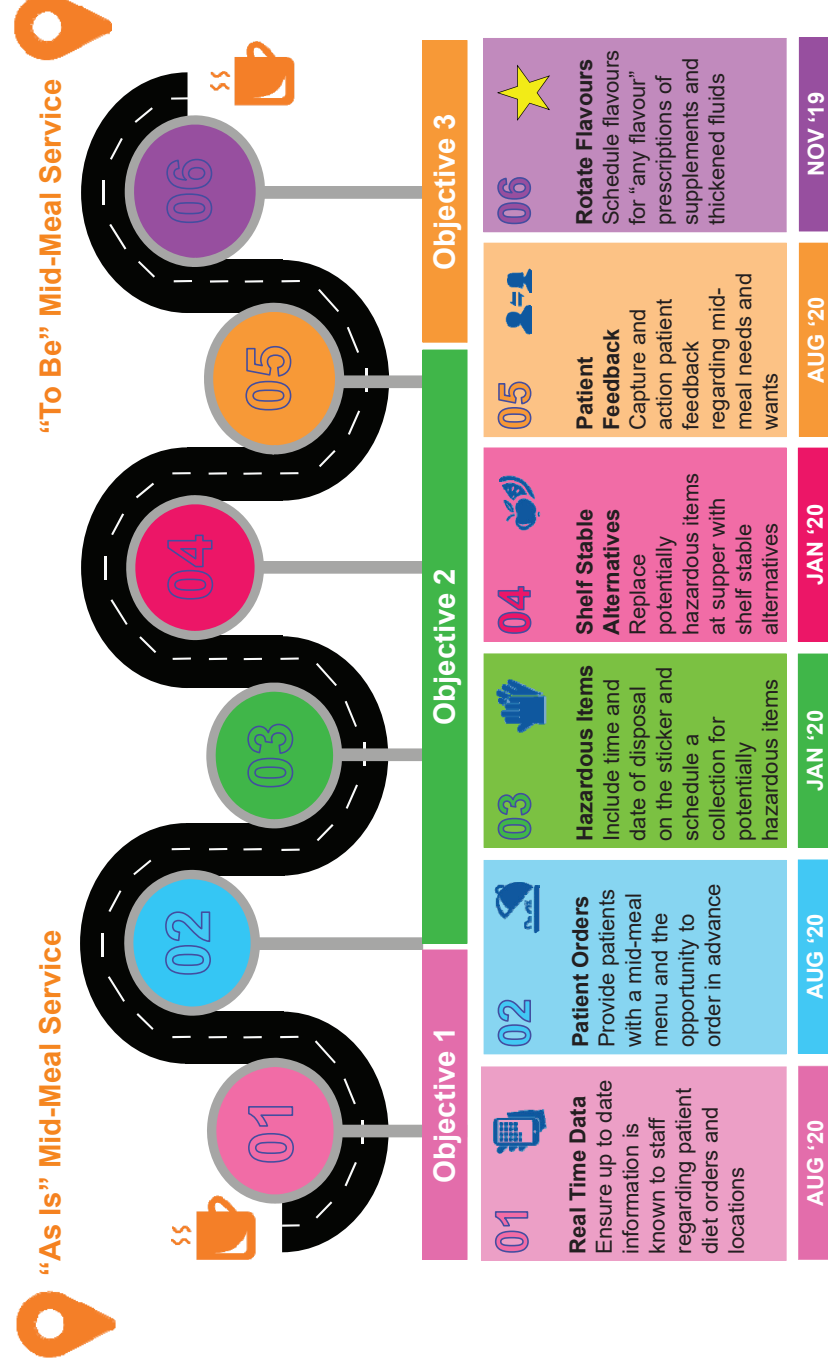 “As Is” Mid-Meal Service
“To Be” Mid-Meal Service
01
02
03
04
05
06
Objective 1
Objective 2
Objective 3
01
Real Time Data
Ensure up to date
information is
known to staff
regarding patient
diet orders and
locations
AUG ‘20
02
Patient Orders
Provide patients
with a mid-meal
menu and the
opportunity to
order in advance
AUG ‘20
03
Hazardous Items
Include time and
date of disposal
on the sticker and
schedule a
collection for
potentially
hazardous items
JAN ‘20
04
Shelf Stable
Alternatives
Replace
potentially
hazardous items
at supper with
shelf stable
alternatives
JAN ‘20
05
Patient
Feedback
Capture and
action patient
feedback
regarding mid-
meal needs and
wants
AUG ‘20
06
Rotate Flavours
Schedule flavours
for “any flavour”
prescriptions of
supplements and
thickened fluids
NOV ‘19